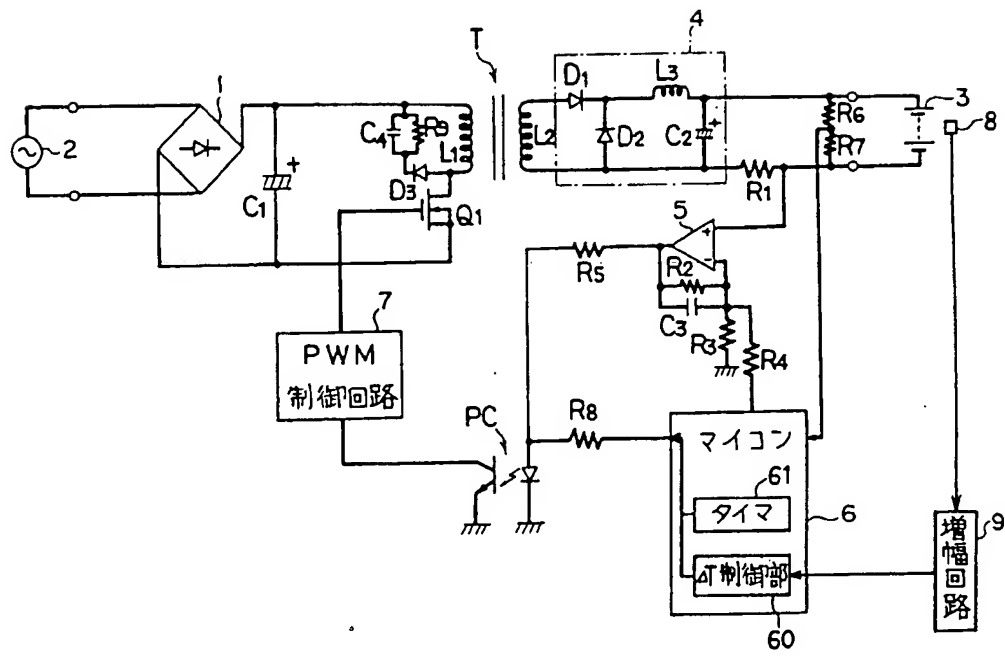 T
4
1
D1
L3
3
8
2
C4
R9
L1
L2
D2
C2
+
R6
R7
C1
+
D3
Q1
R1
5
+
-
R5
R2
C3
R3
R4
7
PWM
制御回路
PC
R8
マイコン
61
タイマ
6
9
増幅回路
ΔT制御部
60